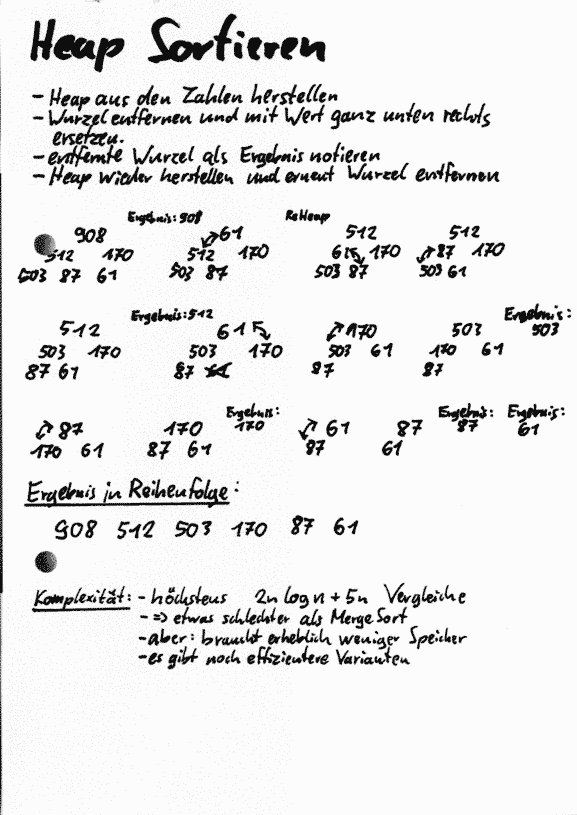 Heap Sortieren
- Heap aus den Zahlen herstellen
- Wurzel entfernen und mit Wert ganz unten rechts
ersetzen.
- entfernte Wurzel als Ergebnis notieren
- Heap wieder herstellen und erneut Wurzel entfernen
Ergebnis: 908 ReHeap
908 61 512 512
512 170 512 170 61 170 87 170
503 87 61 503 87 503 87 503 61
Ergebnis: 512 Ergebnis:
512 61 170 503 503
503 170 503 170 503 61 170 61
87 61 87 61 87 87
Ergebnis: Ergebnis: Ergebnis:
87 170 170 61 87 87 61
170 61 87 61 87 61
Ergebnis in Reihenfolge:
908 512 503 170 87 61
Komplexität: - höchstens 2n log n + 5n Vergleiche
- => etwas schlechter als Merge Sort
- aber: braucht erheblich weniger Speicher
- es gibt noch effizientere Varianten